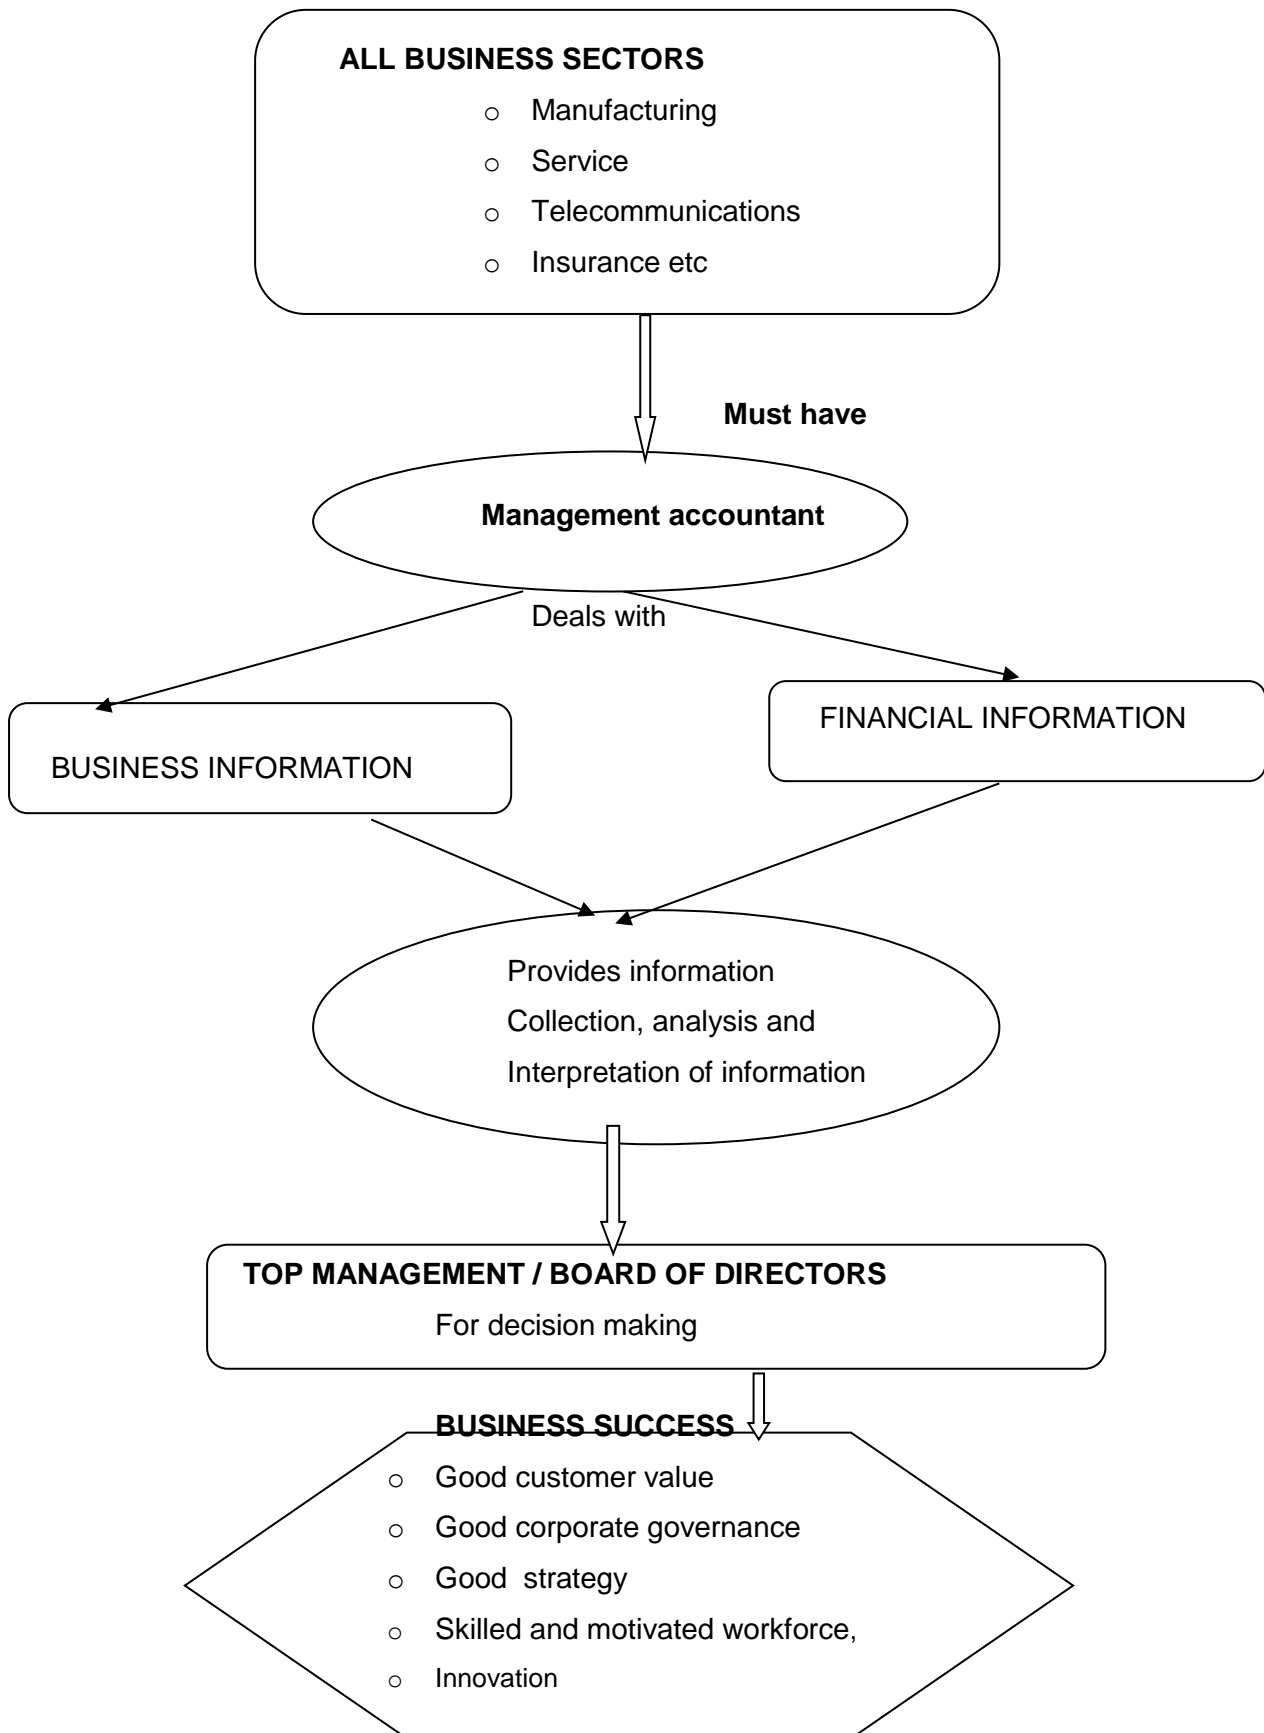 ALL BUSINESS SECTORS
o Manufacturing
o Service
o Telecommunications
o Insurance etc
Must have
Management accountant
Deals with
BUSINESS INFORMATION
FINANCIAL INFORMATION
Provides information
Collection, analysis and
Interpretation of information
TOP MANAGEMENT / BOARD OF DIRECTORS
For decision making
BUSINESS SUCCESS
o Good customer value
o Good corporate governance
o Good  strategy
o Skilled and motivated workforce,
o Innovation